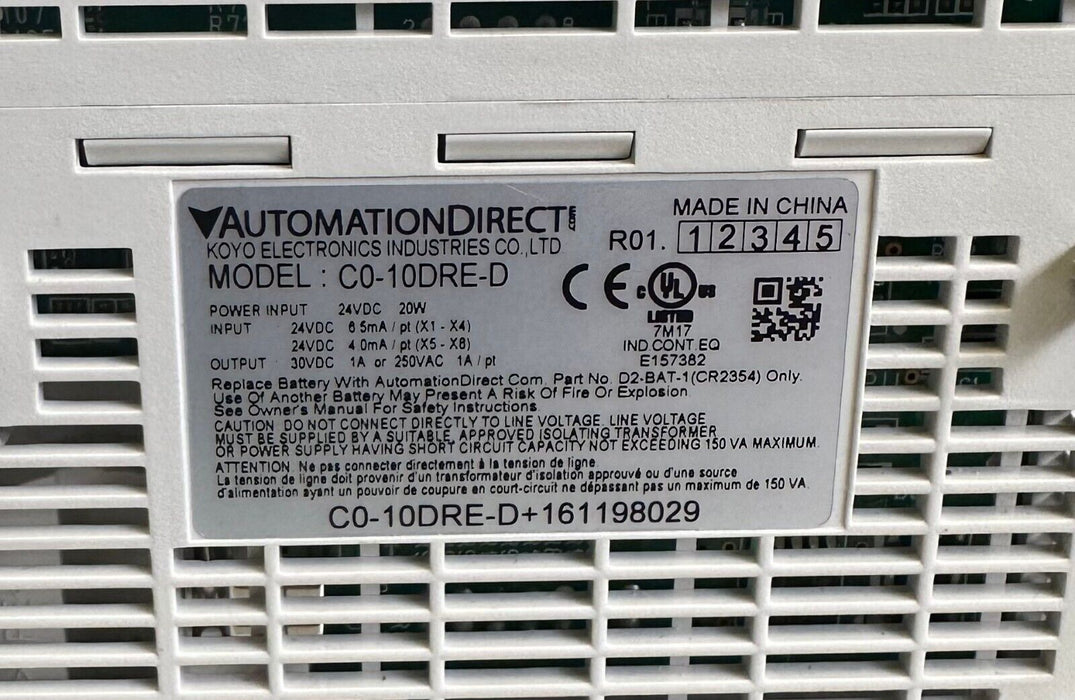 AUTOMATIONDIRECT
KOYO ELECTRONICS INDUSTRIES CO., LTD
MODEL : C0-10DRE-D
MADE IN CHINA
R01. 1 2 3 4 5
CE C UL US
LISTED
7M17
IND.CONT.EQ
E157382
POWER INPUT 24VDC 20W
INPUT 24VDC 6.5mA / pt (X1 - X4)
24VDC 4.0mA / pt (X5 - X8)
OUTPUT 30VDC 1A or 250VAC 1A / pt
Replace Battery With AutomationDirect Com. Part No. D2-BAT-1(CR2354) Only.
Use Of Another Battery May Present A Risk Of Fire Or Explosion
See Owner's Manual For Safety Instructions.
CAUTION DO NOT CONNECT DIRECTLY TO LINE VOLTAGE. LINE VOLTAGE
MUST BE SUPPLIED BY A SUITABLE, APPROVED ISOLATING TRANSFORMER
OR POWER SUPPLY HAVING SHORT CIRCUIT CAPACITY NOT EXCEEDING 150 VA MAXIMUM.
ATTENTION. Ne pas connecter directement à la tension de ligne
La tension de ligne doit provenir d'un transformateur d'isolation approuvé ou d'une source
d'alimentation ayant un pouvoir de coupure en court-circuit ne dépassant pas un maximum de 150 VA.
C0-10DRE-D+161198029